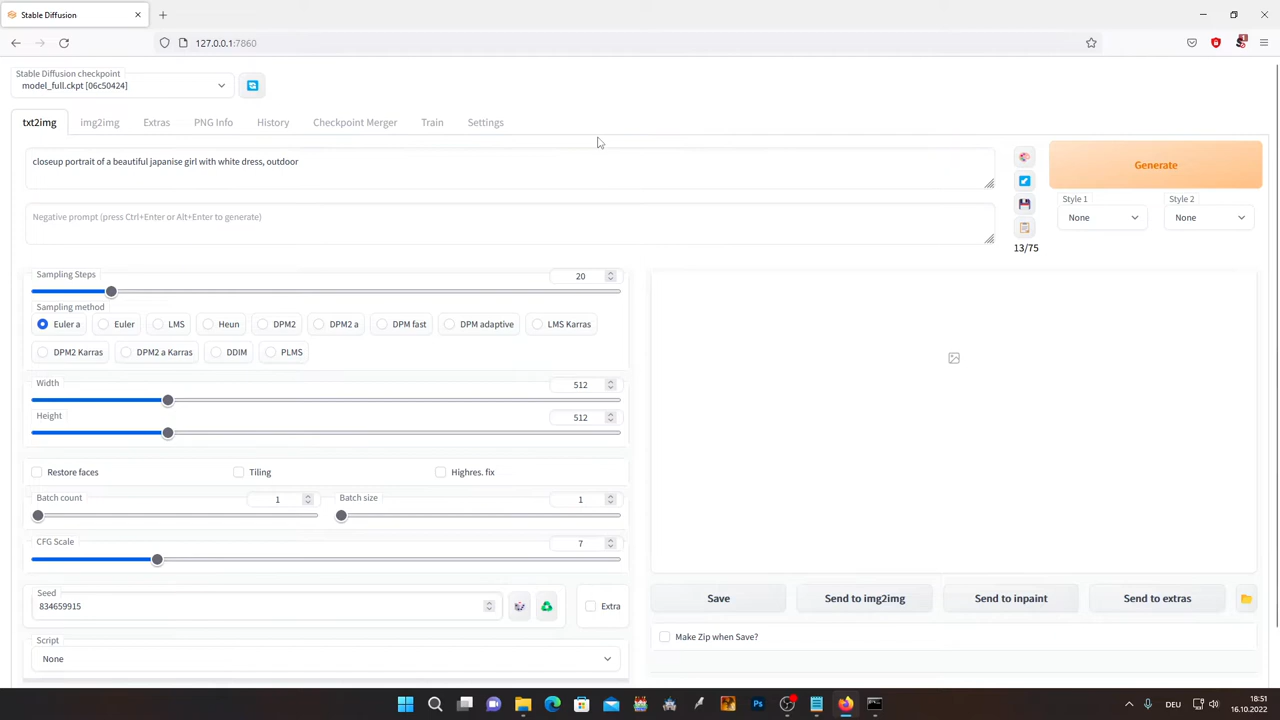 Stable Diffusion
127.0.0.1:7860
Stable Diffusion checkpoint
model_full.ckpt [06c50424]
txt2img
img2img
Extras
PNG Info
History
Checkpoint Merger
Train
Settings
closeup portrait of a beautiful japanise girl with white dress, outdoor
Generate
Style 1
Style 2
None
None
Negative prompt (press Ctrl+Enter or Alt+Enter to generate)
13/75
Sampling Steps
20
Sampling method
Euler a
Euler
LMS
Heun
DPM2
DPM2 a
DPM fast
DPM adaptive
LMS Karras
DPM2 Karras
DPM2 a Karras
DDIM
PLMS
Width
512
Height
512
Restore faces
Tiling
Highres. fix
Batch count
1
Batch size
1
CFG Scale
7
Seed
834659915
Extra
Save
Send to img2img
Send to inpaint
Send to extras
Make Zip when Save?
Script
None
DEU
18:51
16.10.2022